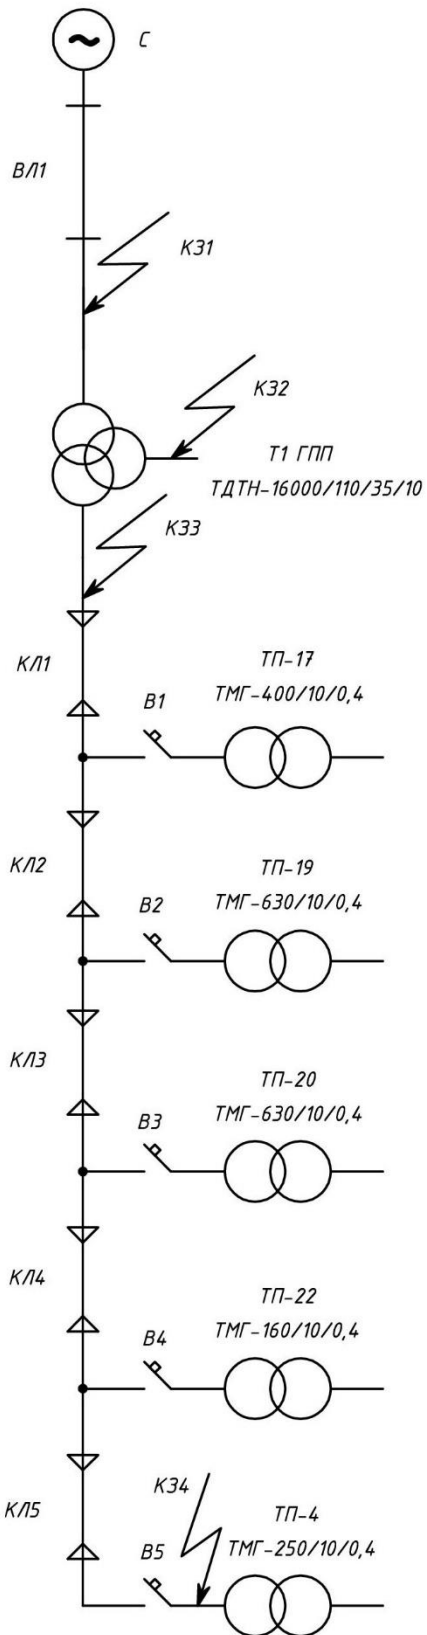 С
ВЛ1
КЗ1
КЗ2
Т1 ГПП
ТДТН-16000/110/35/10
КЗ3
КЛ1
В1
ТП-17
ТМГ-400/10/0,4
КЛ2
В2
ТП-19
ТМГ-630/10/0,4
КЛ3
В3
ТП-20
ТМГ-630/10/0,4
КЛ4
В4
ТП-22
ТМГ-160/10/0,4
КЛ5
КЗ4
В5
ТП-4
ТМГ-250/10/0,4